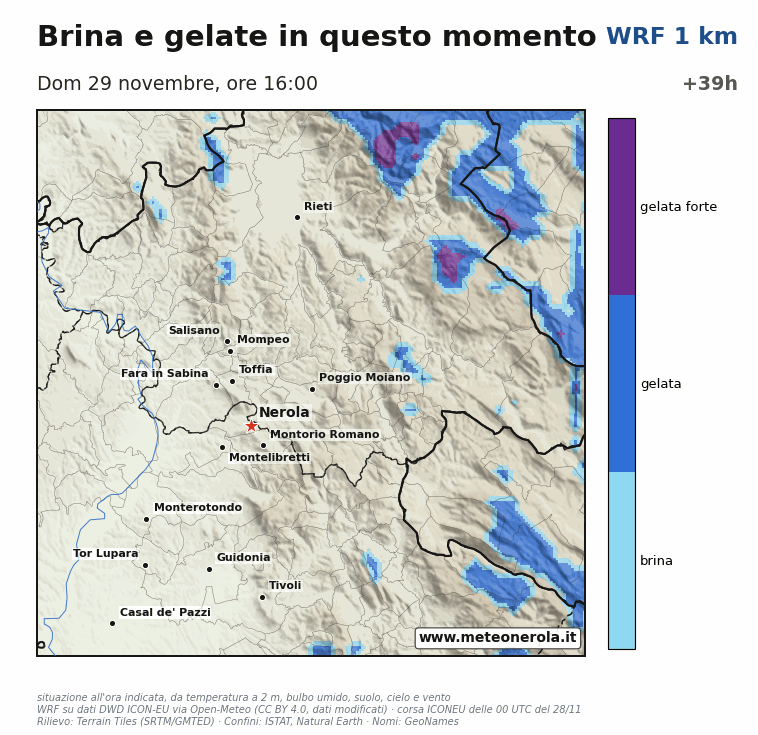 Brina e gelate in questo momento WRF 1 km
Dom 29 novembre, ore 16:00 +39h
gelata forte
Rieti
Salisano
Mompeo
Fara in Sabina
Toffia
Poggio Moiano
gelata
Nerola
Montorio Romano
Montelibretti
Monterotondo
Tor Lupara
Guidonia
brina
Tivoli
Casal de' Pazzi
www.meteonerola.it
situazione all'ora indicata, da temperatura a 2 m, bulbo umido, suolo, cielo e vento
WRF su dati DWD ICON-EU via Open-Meteo (CC BY 4.0, dati modificati) · corsa ICONEU delle 00 UTC del 28/11
Rilievo: Terrain Tiles (SRTM/GMTED) · Confini: ISTAT, Natural Earth · Nomi: GeoNames